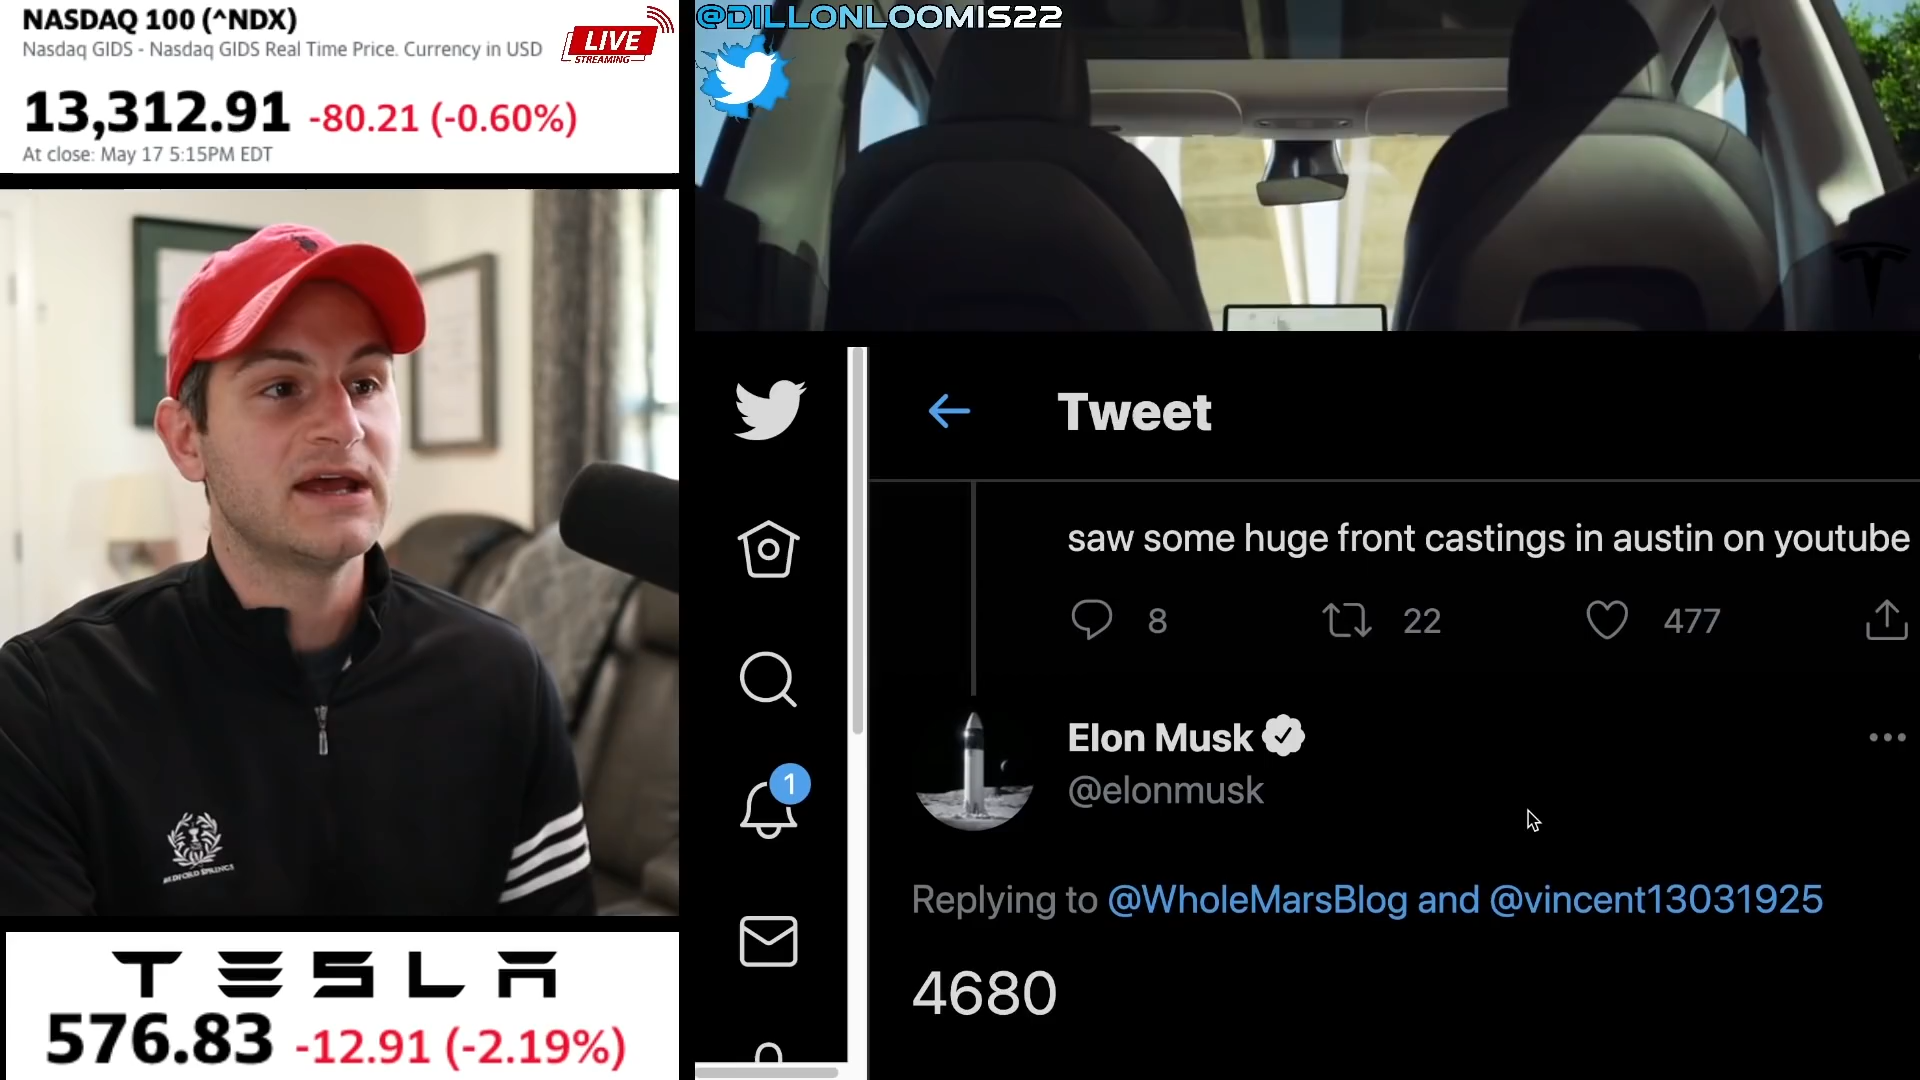 NASDAQ 100 (^NDX)
Nasdaq GIDS - Nasdaq GIDS Real Time Price. Currency in USD
LIVE
STREAMING
13,312.91 -80.21 (-0.60%)
At close: May 17 5:15PM EDT
@DILLONLOOMIS22
BEDFORD SPRINGS
TESLA
576.83 -12.91 (-2.19%)
Tweet
saw some huge front castings in austin on youtube
8 22 477
1
Elon Musk
@elonmusk
Replying to @WholeMarsBlog and @vincent13031925
4680